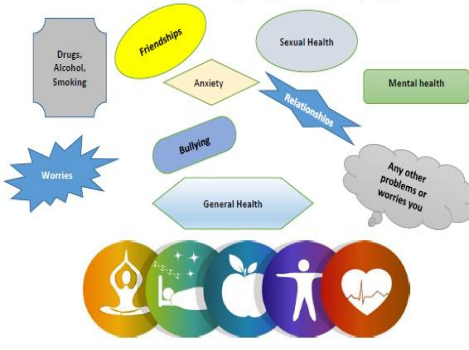 Drugs,
Alcohol,
Smoking
Friendships
Sexual Health
Anxiety
Relationships
Mental health
Bullying
Worries
Any other
problems or
worries you
General Health